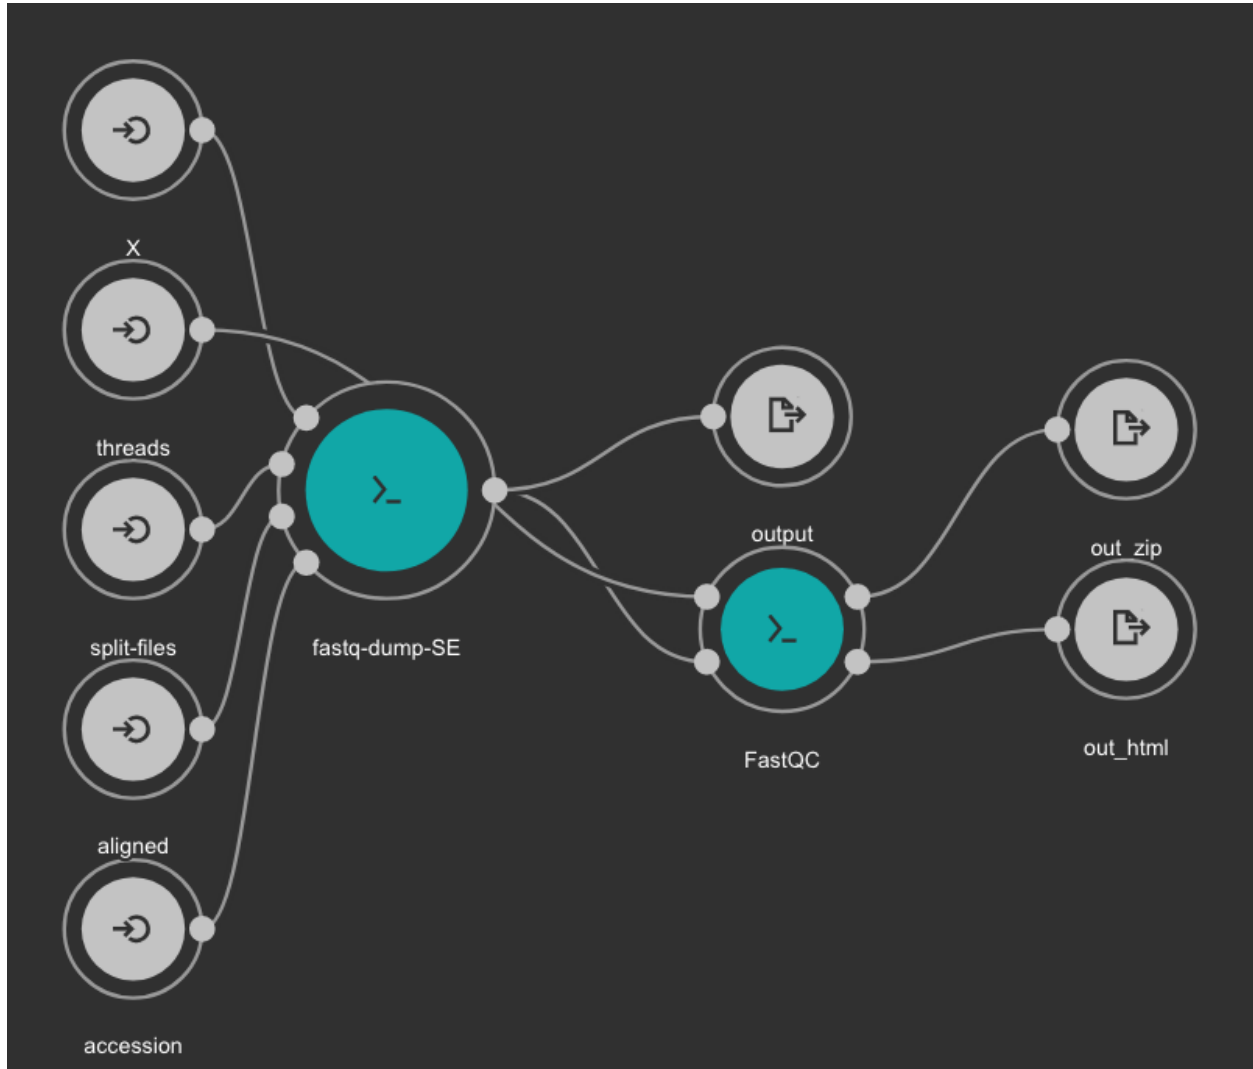 X
threads
split-files
aligned
accession
fastq-dump-SE
output
FastQC
out_zip
out_html